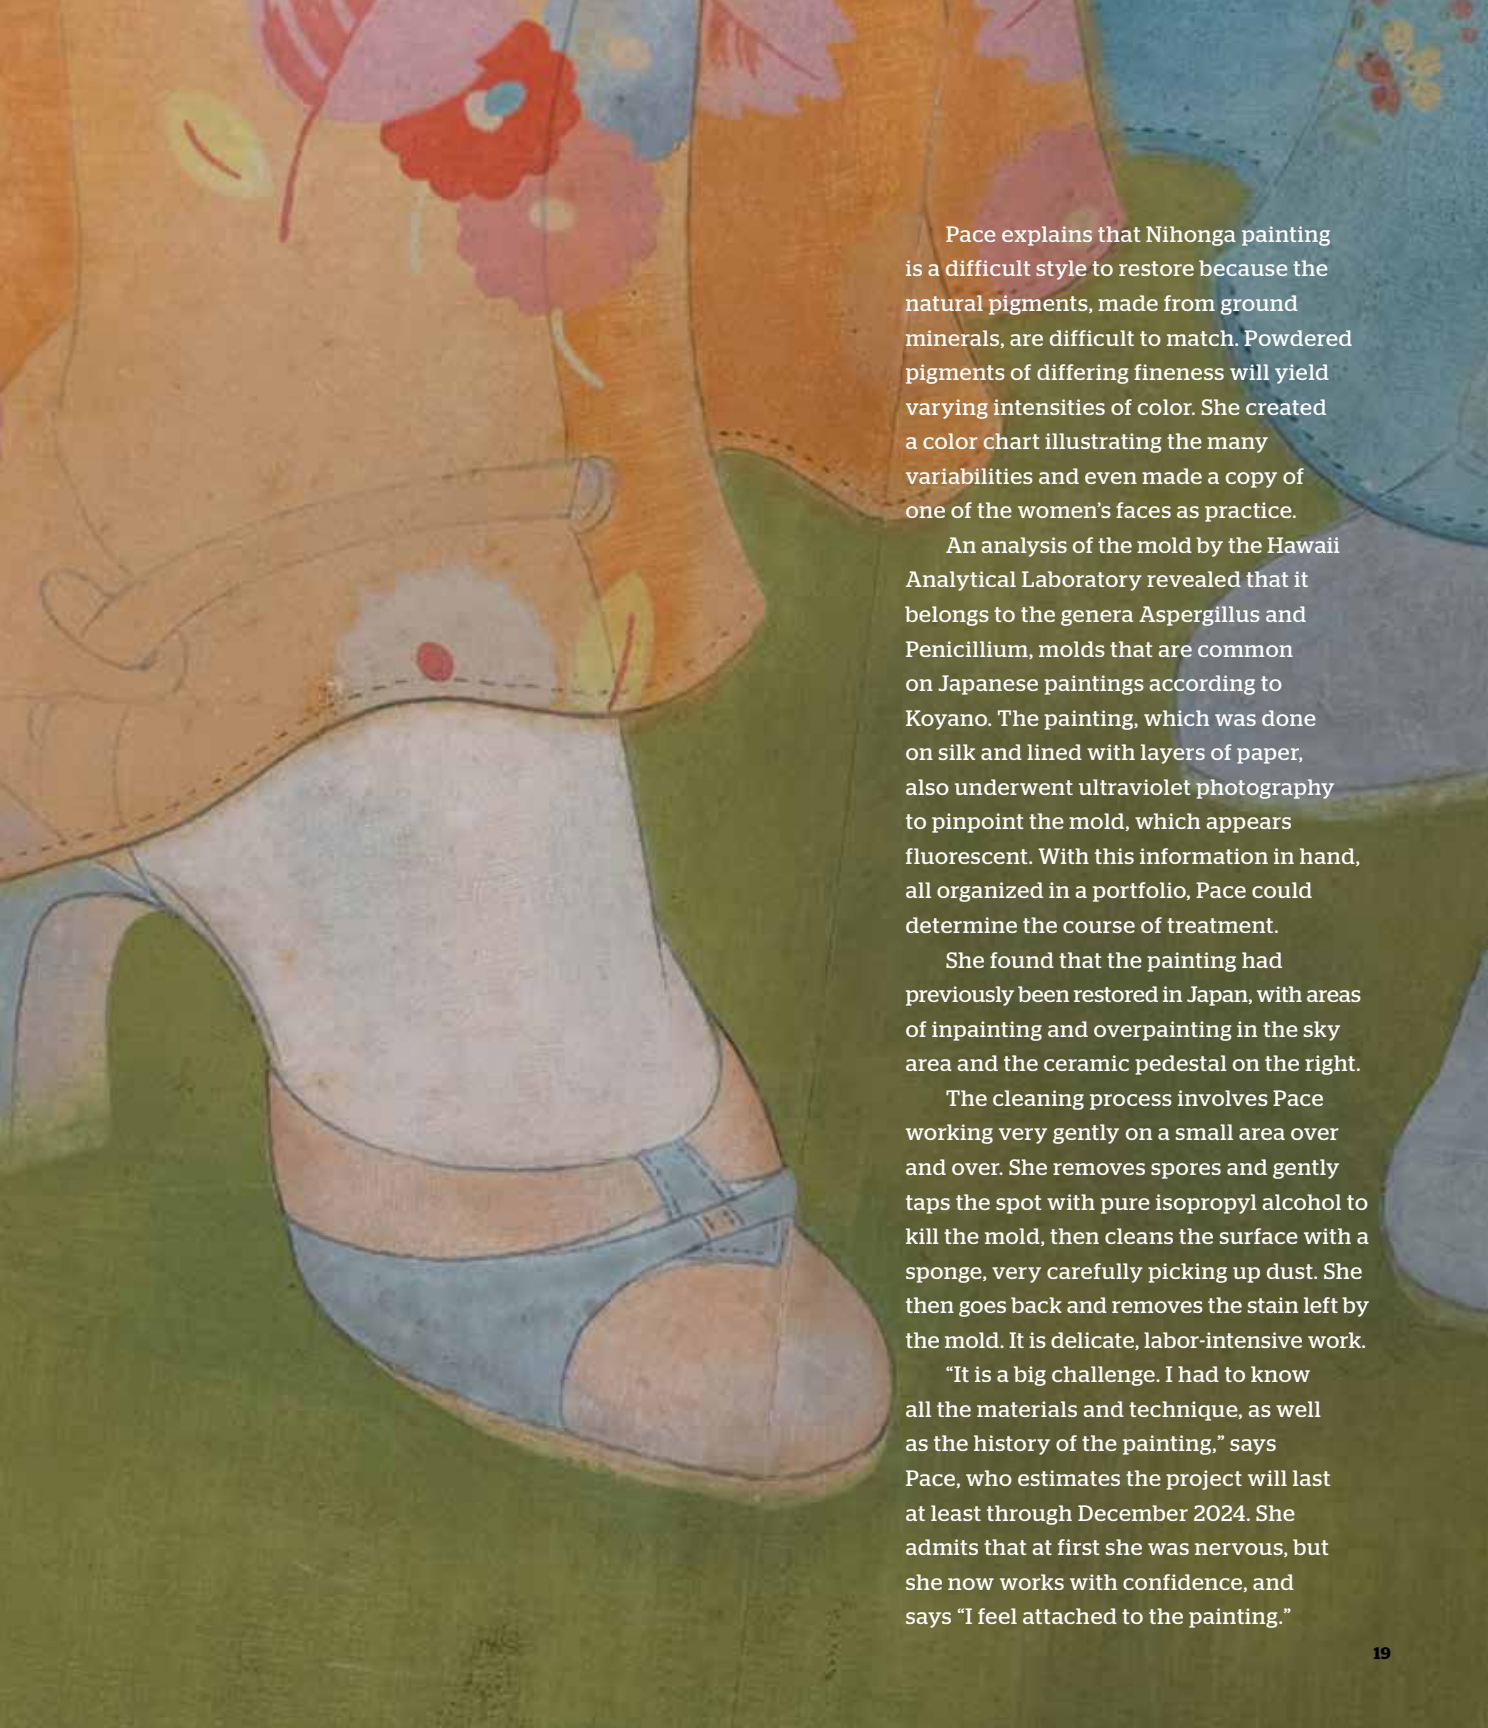 Pace explains that Nihonga painting
is a difficult style to restore because the
natural pigments, made from ground
minerals, are difficult to match. Powdered
pigments of differing fineness will yield
varying intensities of color. She created
a color chart illustrating the many
variabilities and even made a copy of
one of the women’s faces as practice.
An analysis of the mold by the Hawaii
Analytical Laboratory revealed that it
belongs to the genera Aspergillus and
Penicillium, molds that are common
on Japanese paintings according to
Koyano. The painting, which was done
on silk and lined with layers of paper,
also underwent ultraviolet photography
to pinpoint the mold, which appears
fluorescent. With this information in hand,
all organized in a portfolio, Pace could
determine the course of treatment.
She found that the painting had
previously been restored in Japan, with areas
of inpainting and overpainting in the sky
area and the ceramic pedestal on the right.
The cleaning process involves Pace
working very gently on a small area over
and over. She removes spores and gently
taps the spot with pure isopropyl alcohol to
kill the mold, then cleans the surface with a
sponge, very carefully picking up dust. She
then goes back and removes the stain left by
the mold. It is delicate, labor-intensive work.
“It is a big challenge. I had to know
all the materials and technique, as well
as the history of the painting,” says
Pace, who estimates the project will last
at least through December 2024. She
admits that at first she was nervous, but
she now works with confidence, and
says “I feel attached to the painting.”
19